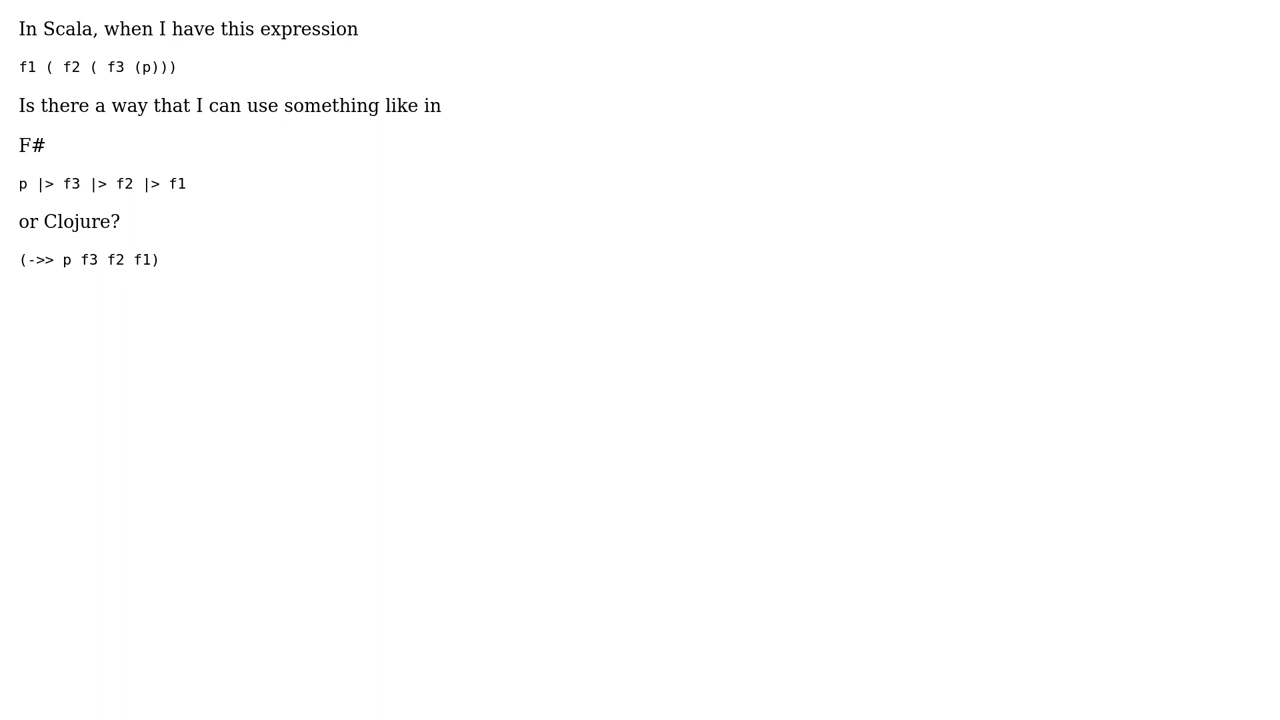 In Scala, when I have this expression
f1 ( f2 ( f3 (p)))
Is there a way that I can use something like in
F#
p |> f3 |> f2 |> f1
or Clojure?
(->> p f3 f2 f1)